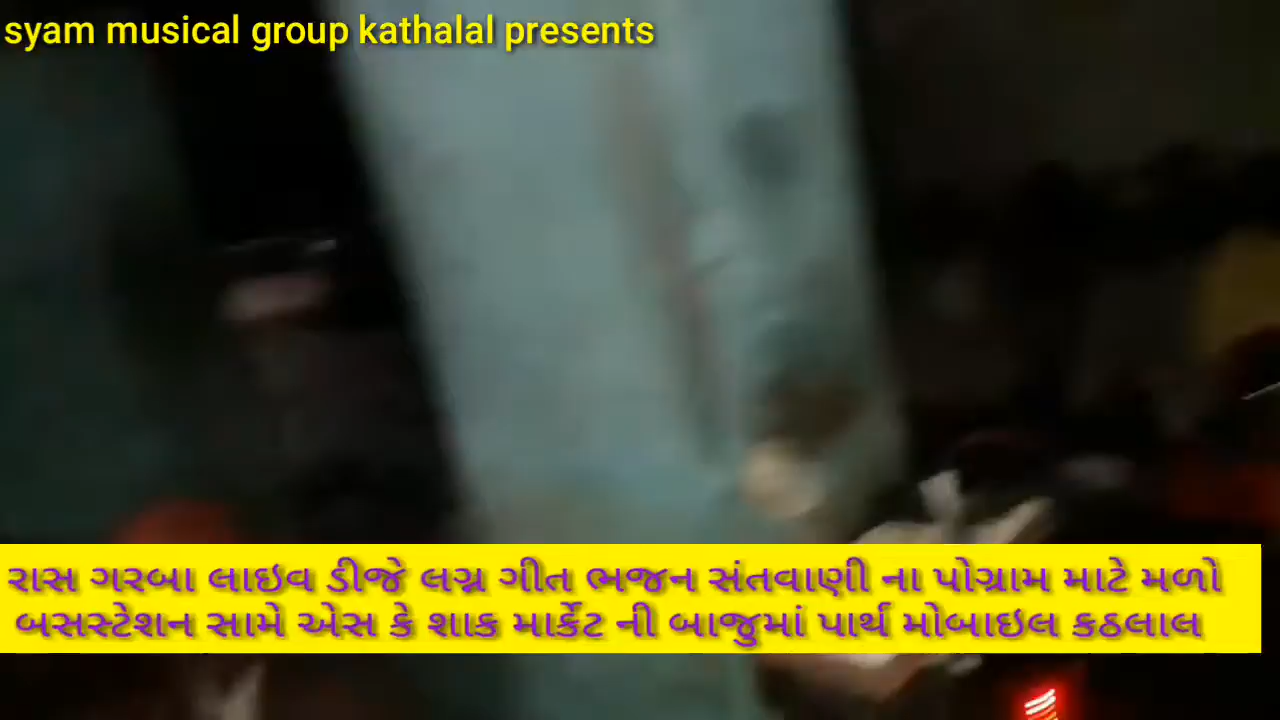 syam musical group kathalal presents
રાસ ગરબા લાઇવ ડીજે લગ્ન ગીત ભજન સંતવાણી ના પોગ્રામ માટે મળો
બસસ્ટેશન સામે એસ કે શાક માર્કેટ ની બાજુમાં પાર્થ મોબાઇલ કઠલાલ